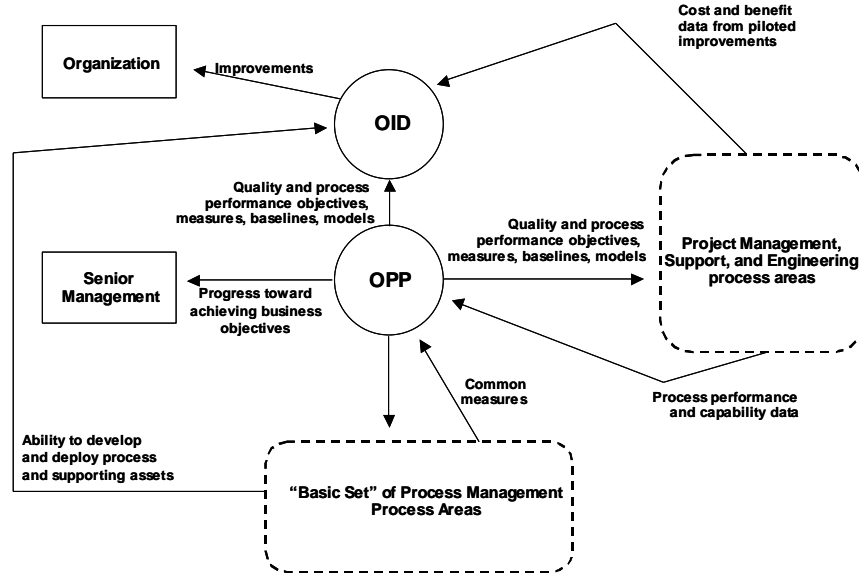 Cost and benefit
data from piloted
improvements
Organization
Improvements
OID
Quality and process
performance objectives,
measures, baselines, models
Quality and process
performance objectives,
measures, baselines, models
Project Management,
Support, and Engineering
process areas
Senior
Management
OPP
Progress toward
achieving business
objectives
Common
measures
Process performance
and capability data
Ability to develop
and deploy process
and supporting assets
“Basic Set” of Process Management
Process Areas